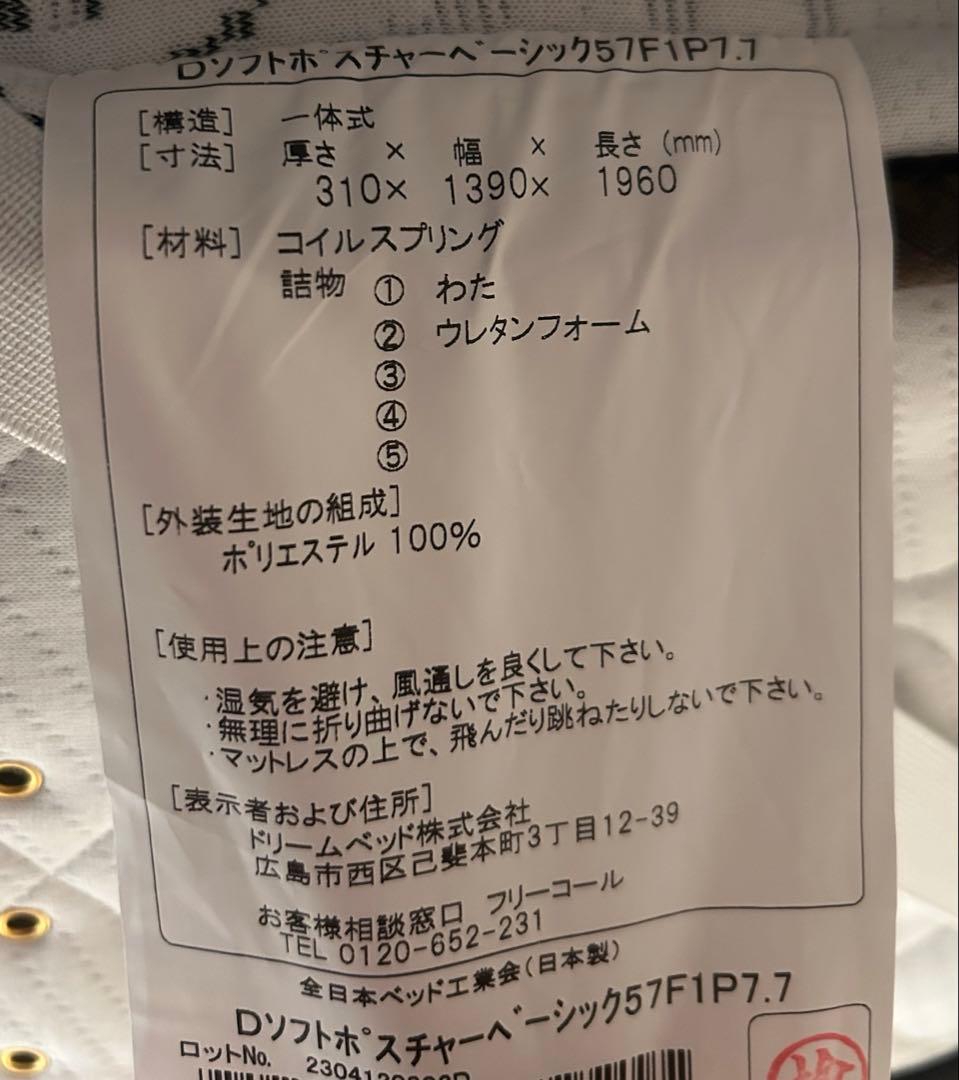 Dソフトポスチャーベーシック57F1P7.7
[構造] 一体式
[寸法] 厚さ × 幅 × 長さ (mm)
310× 1390× 1960
[材料] コイルスプリング
詰物 ① わた
② ウレタンフォーム
③
④
⑤
[外装生地の組成]
ポリエステル 100%
[使用上の注意]
・湿気を避け、風通しを良くして下さい。
・無理に折り曲げないで下さい。
・マットレスの上で、飛んだり跳ねたりしないで下さい。
[表示者および住所]
ドリームベッド株式会社
広島市西区己斐本町3丁目12-39
お客様相談窓口 フリーコール
TEL 0120-652-231
全日本ベッド工業会(日本製)
Dソフトポスチャーベーシック57F1P7.7
ロットNo.